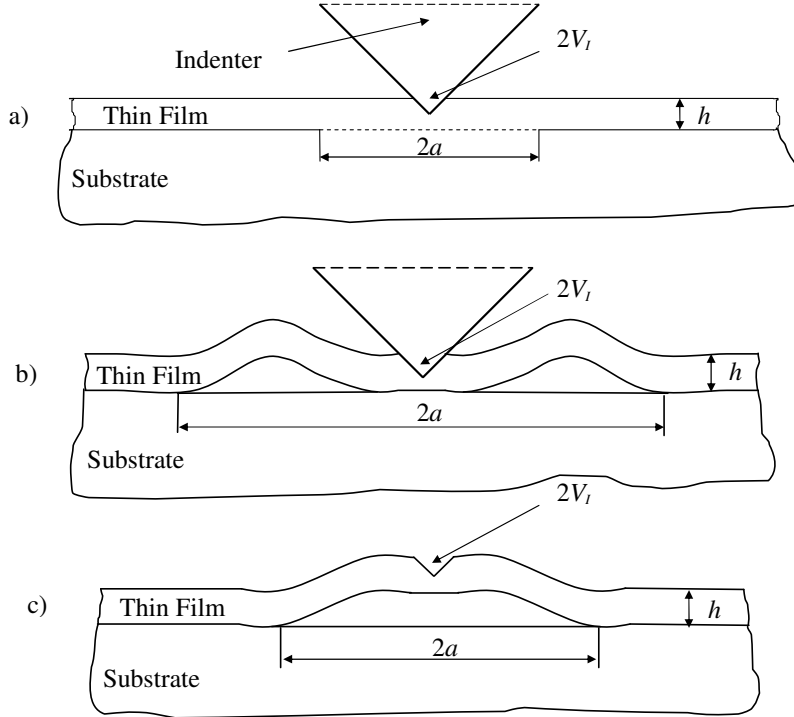 2V_I
Indenter
a)
Thin Film
h
2a
Substrate
2V_I
b)
Thin Film
h
2a
Substrate
2V_I
c)
Thin Film
h
2a
Substrate